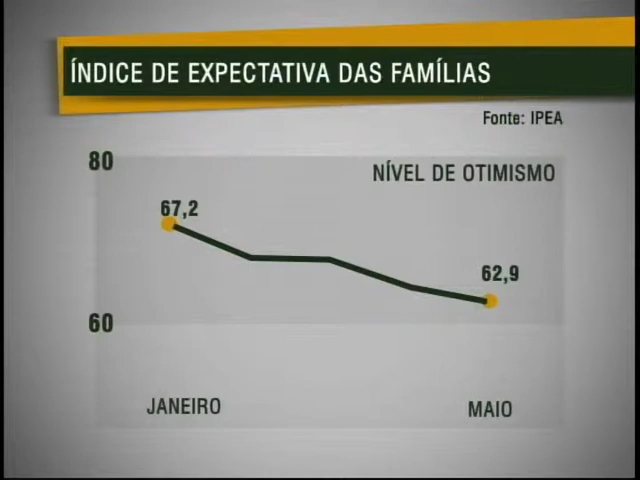 ÍNDICE DE EXPECTATIVA DAS FAMÍLIAS
Fonte: IPEA
80
NÍVEL DE OTIMISMO
67,2
62,9
60
JANEIRO
MAIO